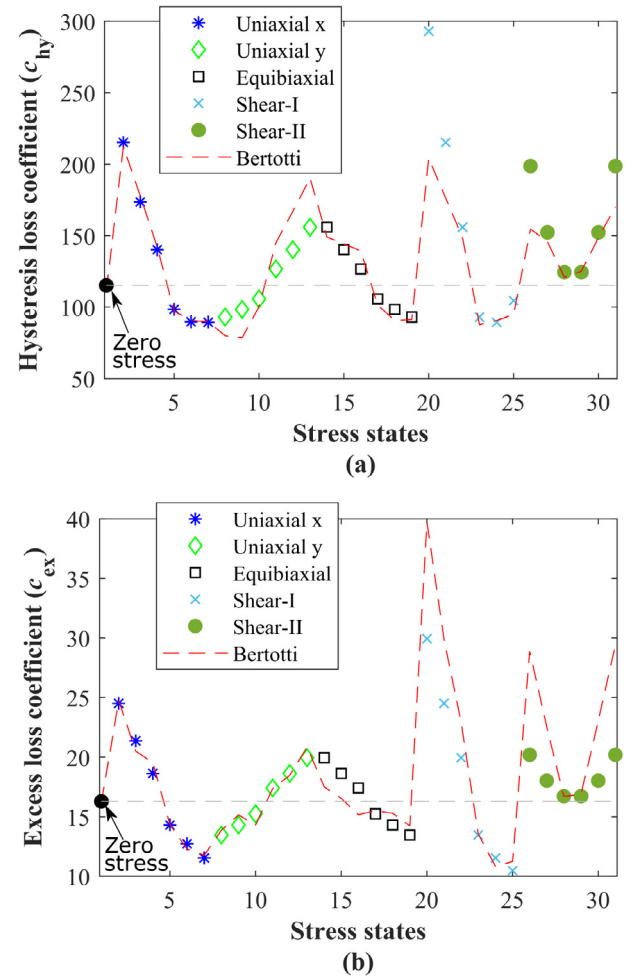 300
250
200
150
100
50
Hysteresis loss coefficient (c_hy)
Uniaxial x
Uniaxial y
Equibiaxial
Shear-I
Shear-II
Bertotti
Zero
stress
5 10 15 20 25 30
Stress states
(a)
40
35
30
25
20
15
10
Excess loss coefficient (c_ex)
Uniaxial x
Uniaxial y
Equibiaxial
Shear-I
Shear-II
Bertotti
Zero
stress
5 10 15 20 25 30
Stress states
(b)